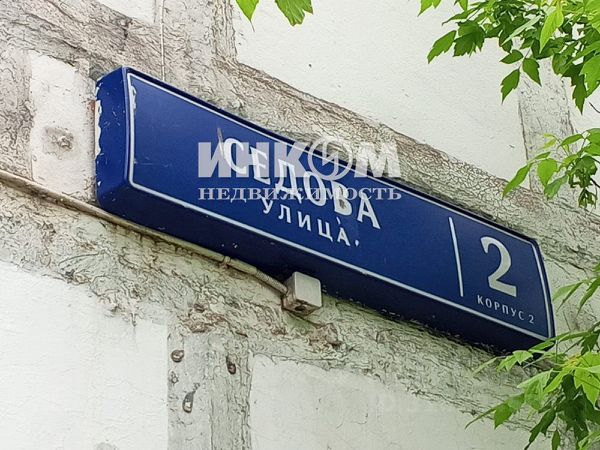 СЕДОВА
УЛИЦА
2
КОРПУС 2
ИНКОМ
НЕДВИЖИМОСТЬ